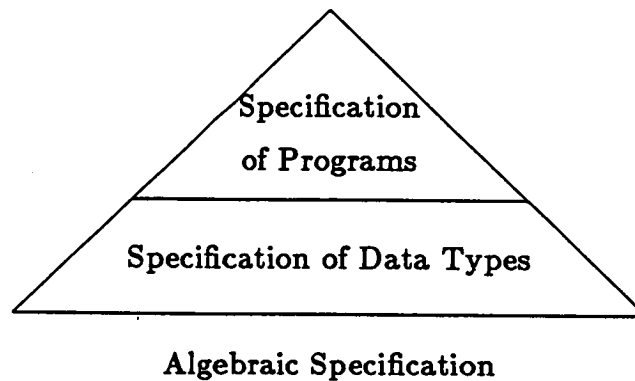 Specification
of Programs
Specification of Data Types
Algebraic Specification